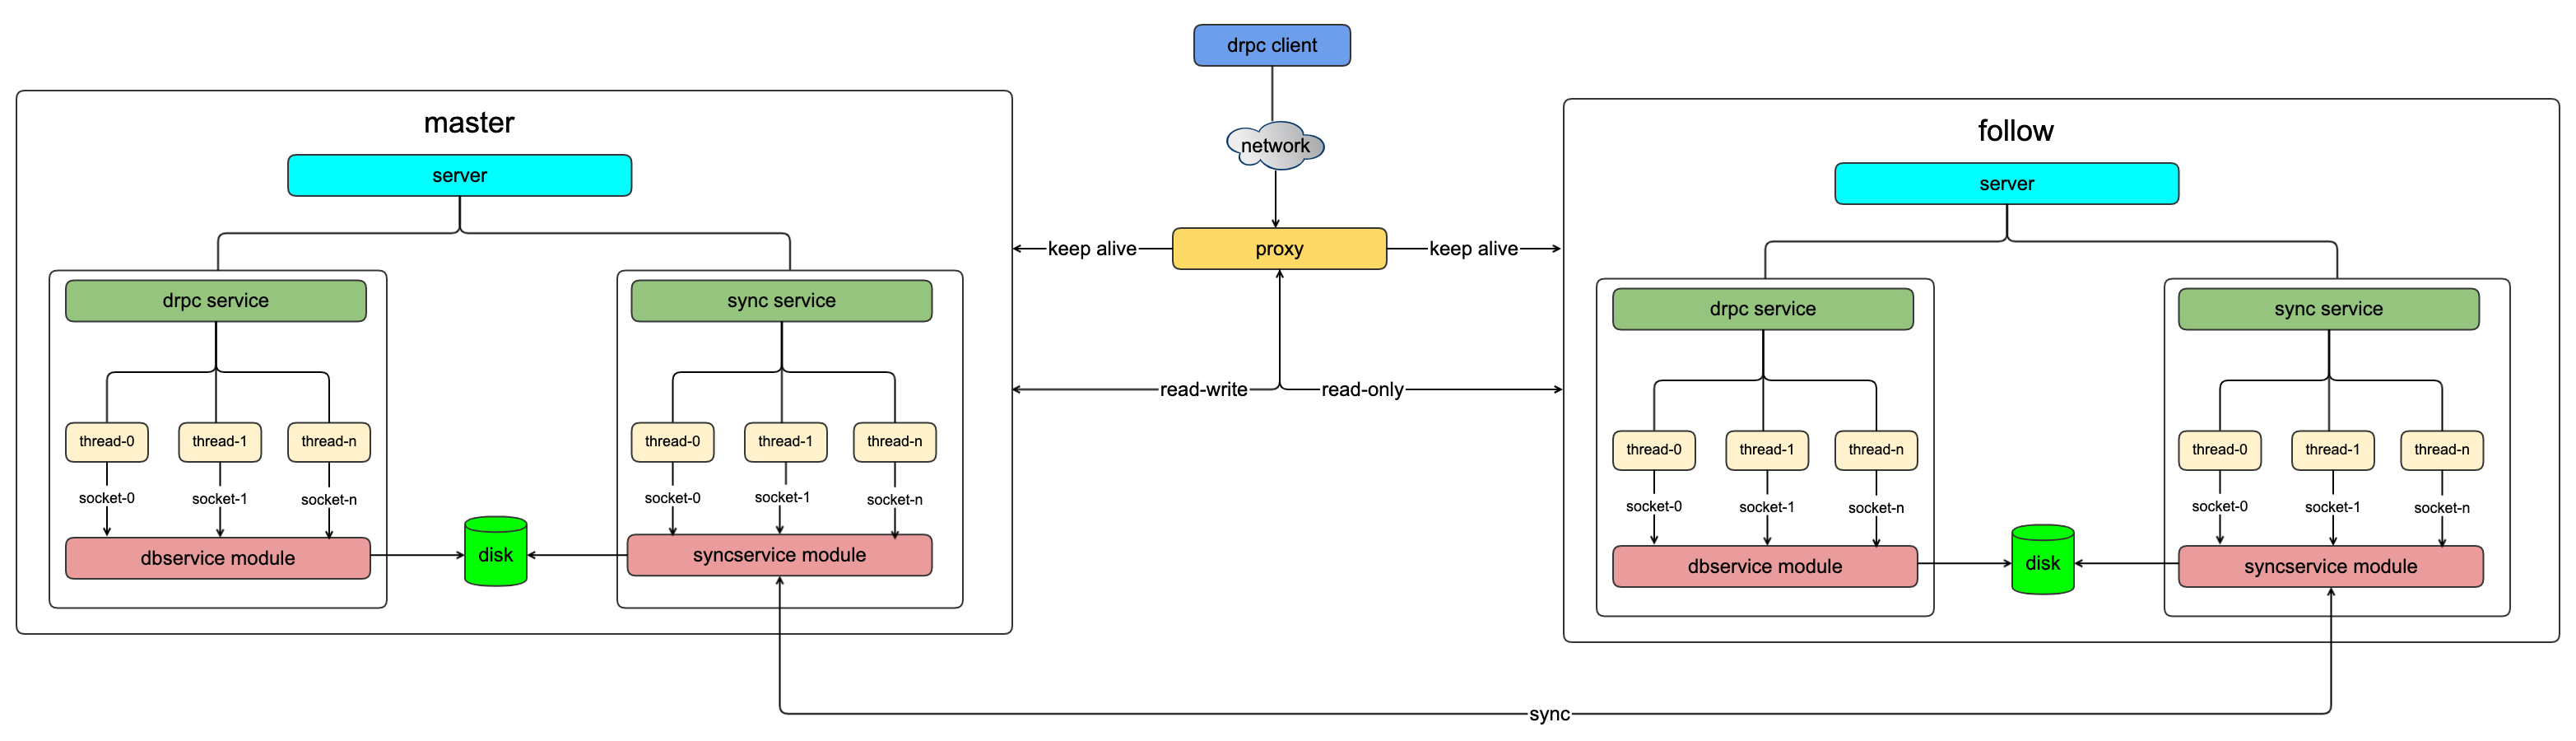 drpc client
network
proxy
keep alive
keep alive
read-write
read-only
master
server
drpc service
thread-0
thread-1
thread-n
socket-0
socket-1
socket-n
dbservice module
disk
sync service
thread-0
thread-1
thread-n
socket-0
socket-1
socket-n
syncservice module
follow
server
drpc service
thread-0
thread-1
thread-n
socket-0
socket-1
socket-n
dbservice module
disk
sync service
thread-0
thread-1
thread-n
socket-0
socket-1
socket-n
syncservice module
sync